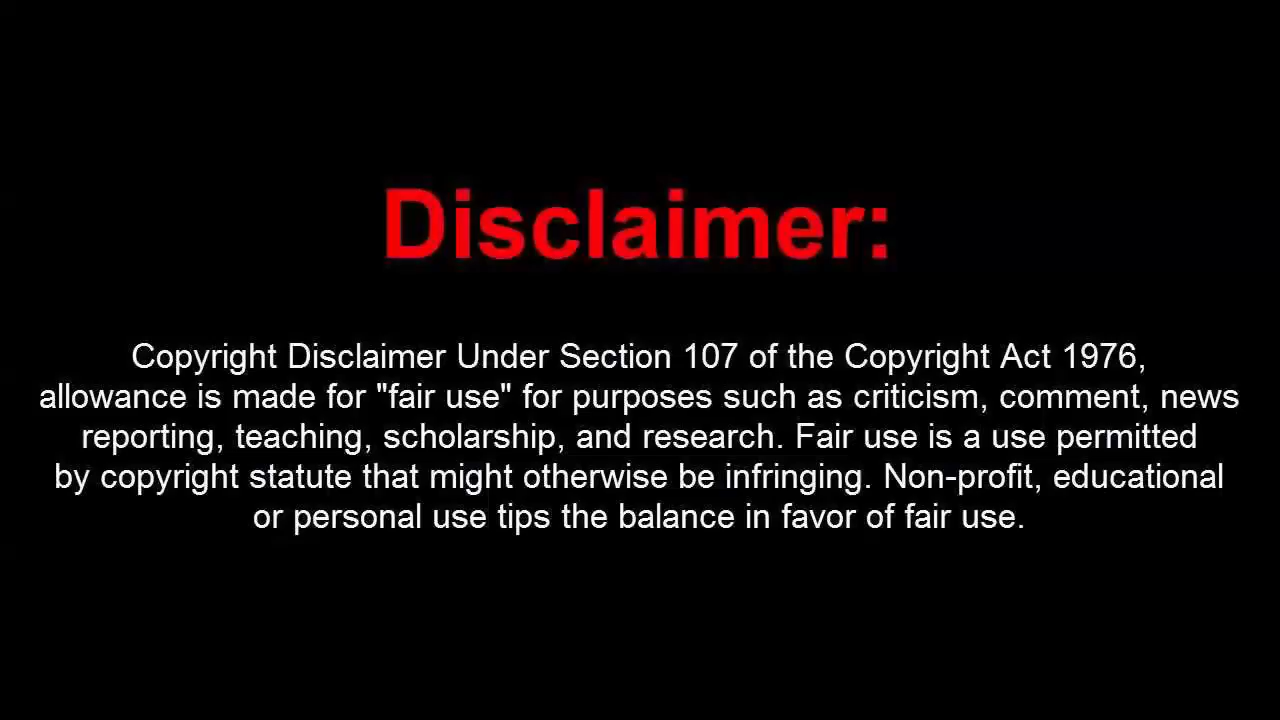 Disclaimer:
Copyright Disclaimer Under Section 107 of the Copyright Act 1976,
allowance is made for "fair use" for purposes such as criticism, comment, news
reporting, teaching, scholarship, and research. Fair use is a use permitted
by copyright statute that might otherwise be infringing. Non-profit, educational
or personal use tips the balance in favor of fair use.